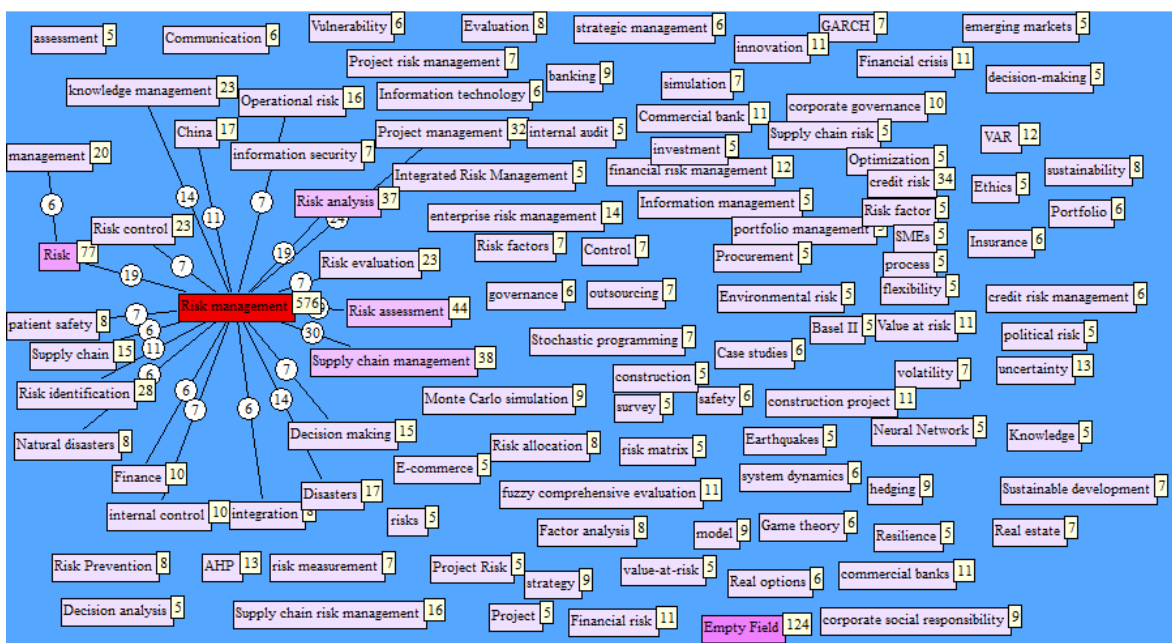 assessment 5
Communication 6
Vulnerability 6
Evaluation 8
strategic management 6
GARCH 7
emerging markets 5
innovation 11
Financial crisis 11
Project risk management 7
banking 9
simulation 7
decision-making 5
knowledge management 23
Operational risk 16
Information technology 6
corporate governance 10
Commercial bank 11
China 17
Project management 32
internal audit 5
Supply chain risk 5
VAR 12
management 20
information security 7
investment 5
Optimization 5
financial risk management 12
sustainability 8
Integrated Risk Management 5
credit risk 34
Ethics 5
6
14
11
7
Risk analysis 37
Information management 5
Risk factor 5
Portfolio 6
enterprise risk management 14
24
Risk control 23
portfolio management
SMEs 5
Insurance 6
Risk 77
19
Risk factors 7
Control 7
Procurement 5
process 5
19
7
7
Risk evaluation 23
flexibility 5
governance 6
outsourcing 7
Environmental risk 5
credit risk management 6
Risk management 576
Risk assessment 44
patient safety 8
7
6
30
Basel II 5
Value at risk 11
political risk 5
Stochastic programming 7
Supply chain 15
11
Supply chain management 38
Case studies 6
uncertainty 13
6
7
volatility 7
construction 5
Risk identification 28
6
14
Monte Carlo simulation 9
safety 6
construction project 11
survey 5
7
6
Natural disasters 8
Decision making 15
Risk allocation 8
risk matrix 5
Earthquakes 5
Neural Network 5
Knowledge 5
Finance 10
E-commerce 5
system dynamics 6
hedging 9
Sustainable development 7
Disasters 17
fuzzy comprehensive evaluation 11
internal control 10
integration 8
risks 5
Factor analysis 8
model 9
Game theory 6
Resilience 5
Real estate 7
Risk Prevention 8
AHP 13
risk measurement 7
Project Risk 5
strategy 9
value-at-risk 5
Real options 6
commercial banks 11
Decision analysis 5
Supply chain risk management 16
Project 5
Financial risk 11
Empty Field 124
corporate social responsibility 9